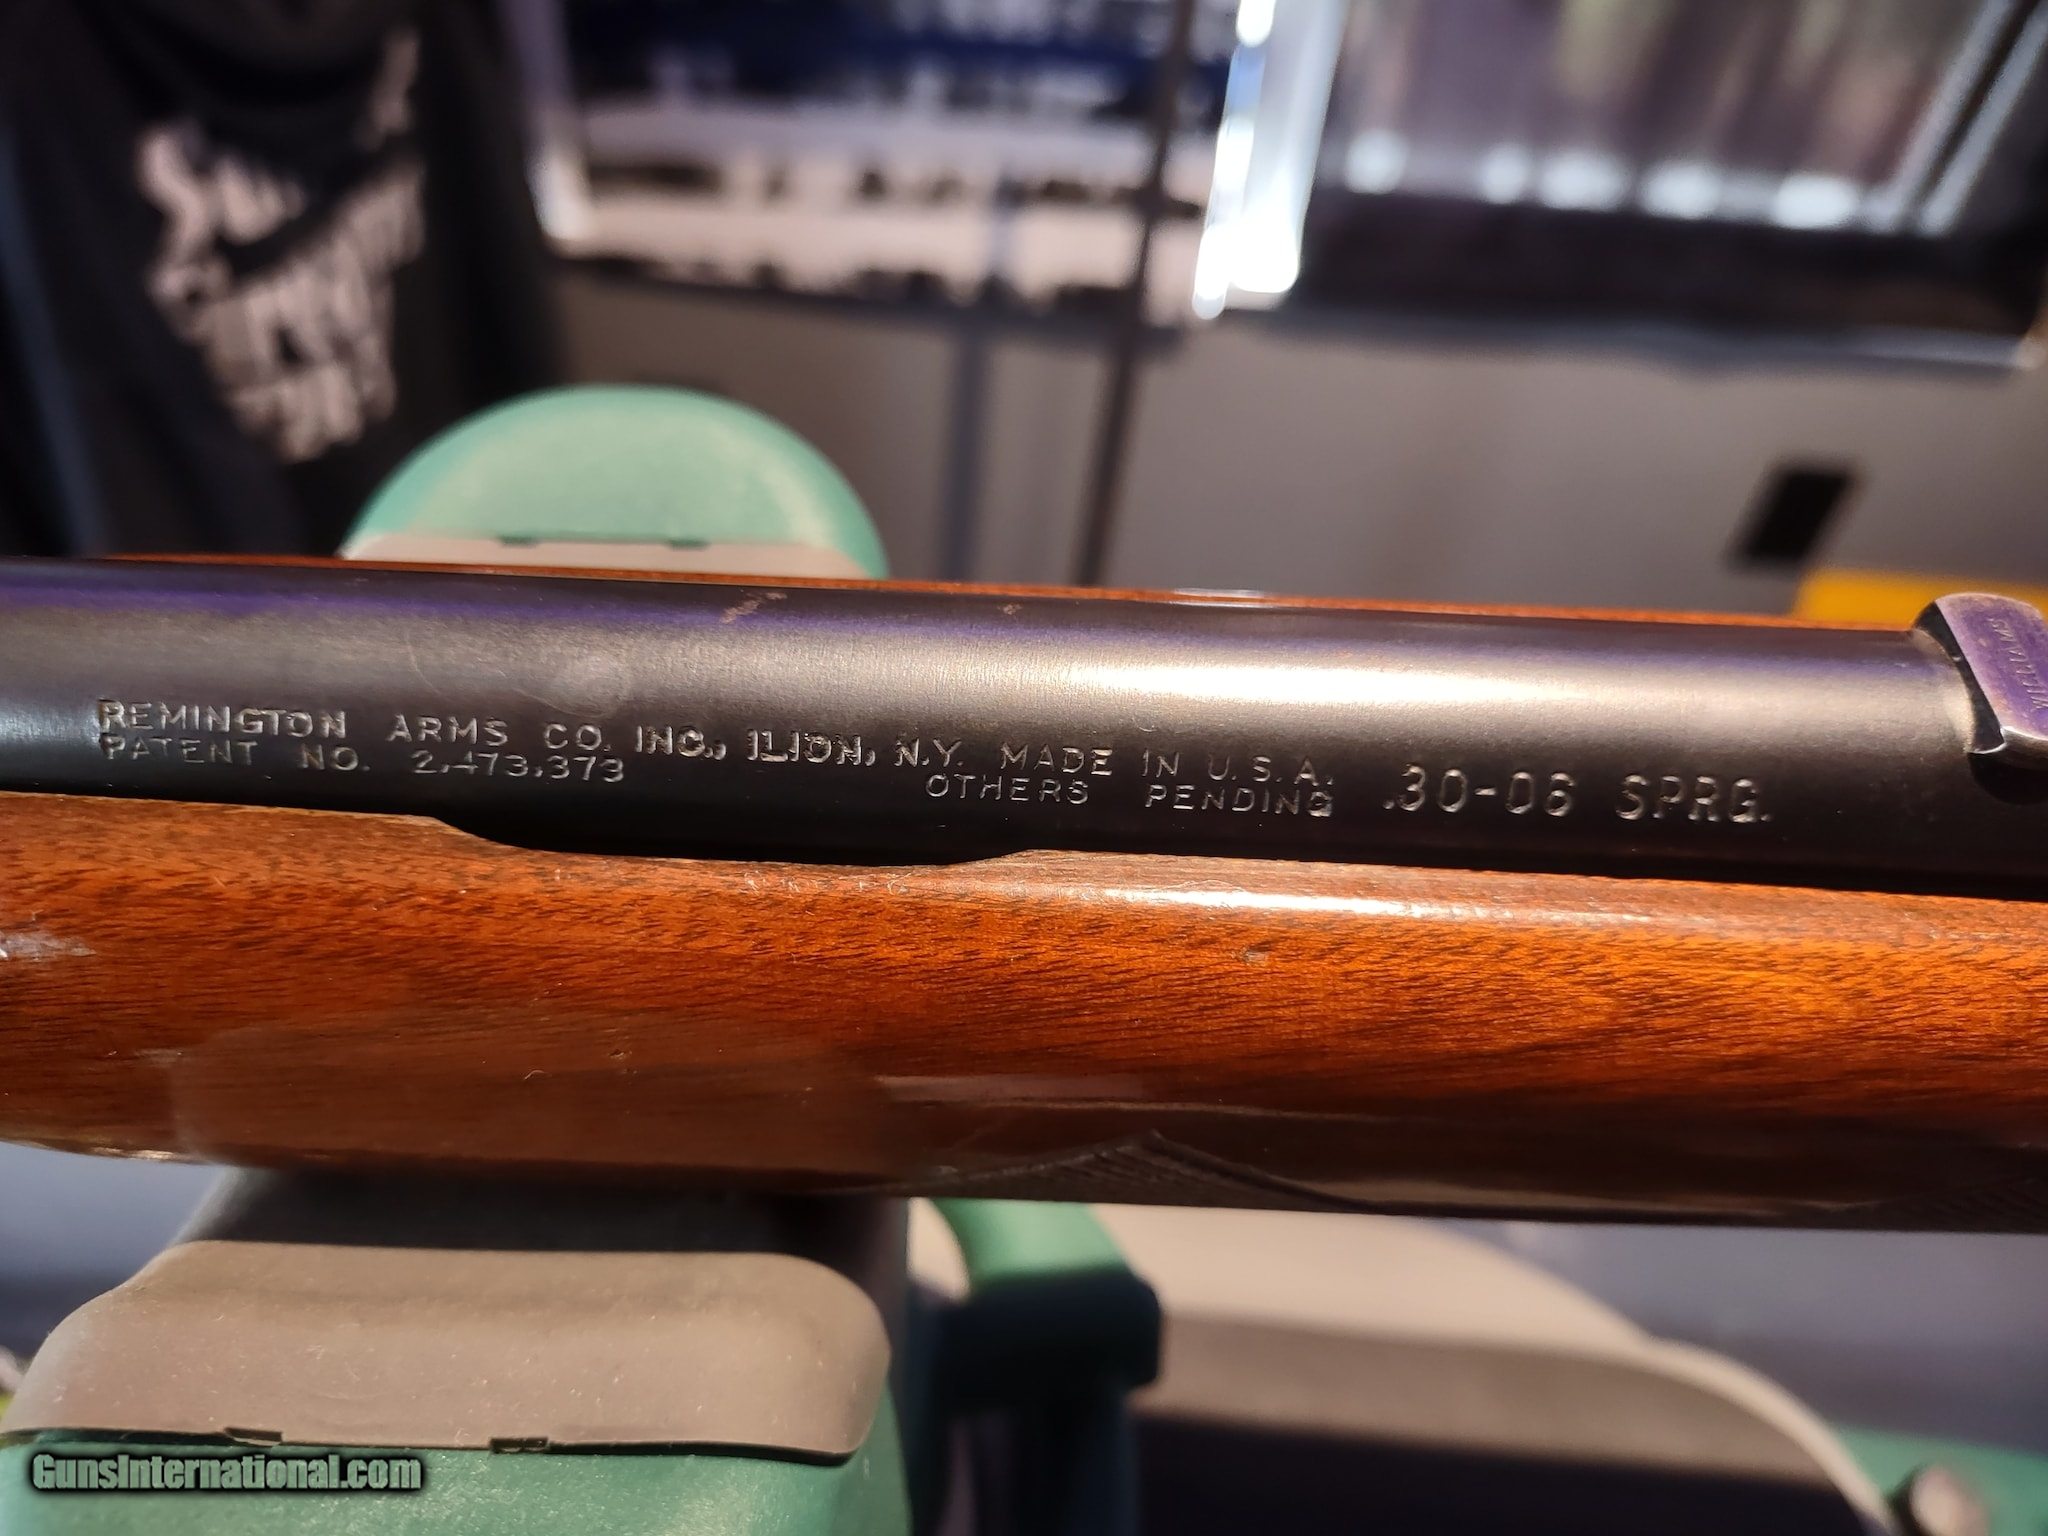 REMINGTON ARMS CO. INC., ILION, N.Y. MADE IN U.S.A.
PATENT NO. 2,473,373 OTHERS PENDING
.30-06 SPRG.
WILLIAMS
GunsInternational.com